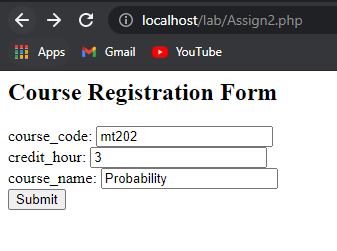 localhost/lab/Assign2.php
Apps Gmail YouTube
Course Registration Form
course_code: mt202
credit_hour: 3
course_name: Probability
Submit